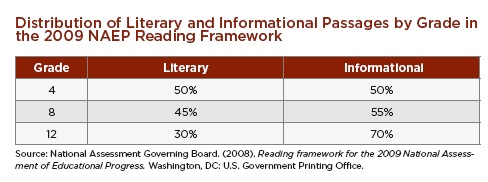 Distribution of Literary and Informational Passages by Grade in
the 2009 NAEP Reading Framework
Grade Literary Informational
4 50% 50%
8 45% 55%
12 30% 70%
Source: National Assessment Governing Board. (2008). Reading framework for the 2009 National Assess-
ment of Educational Progress. Washington, DC: U.S. Government Printing Office.